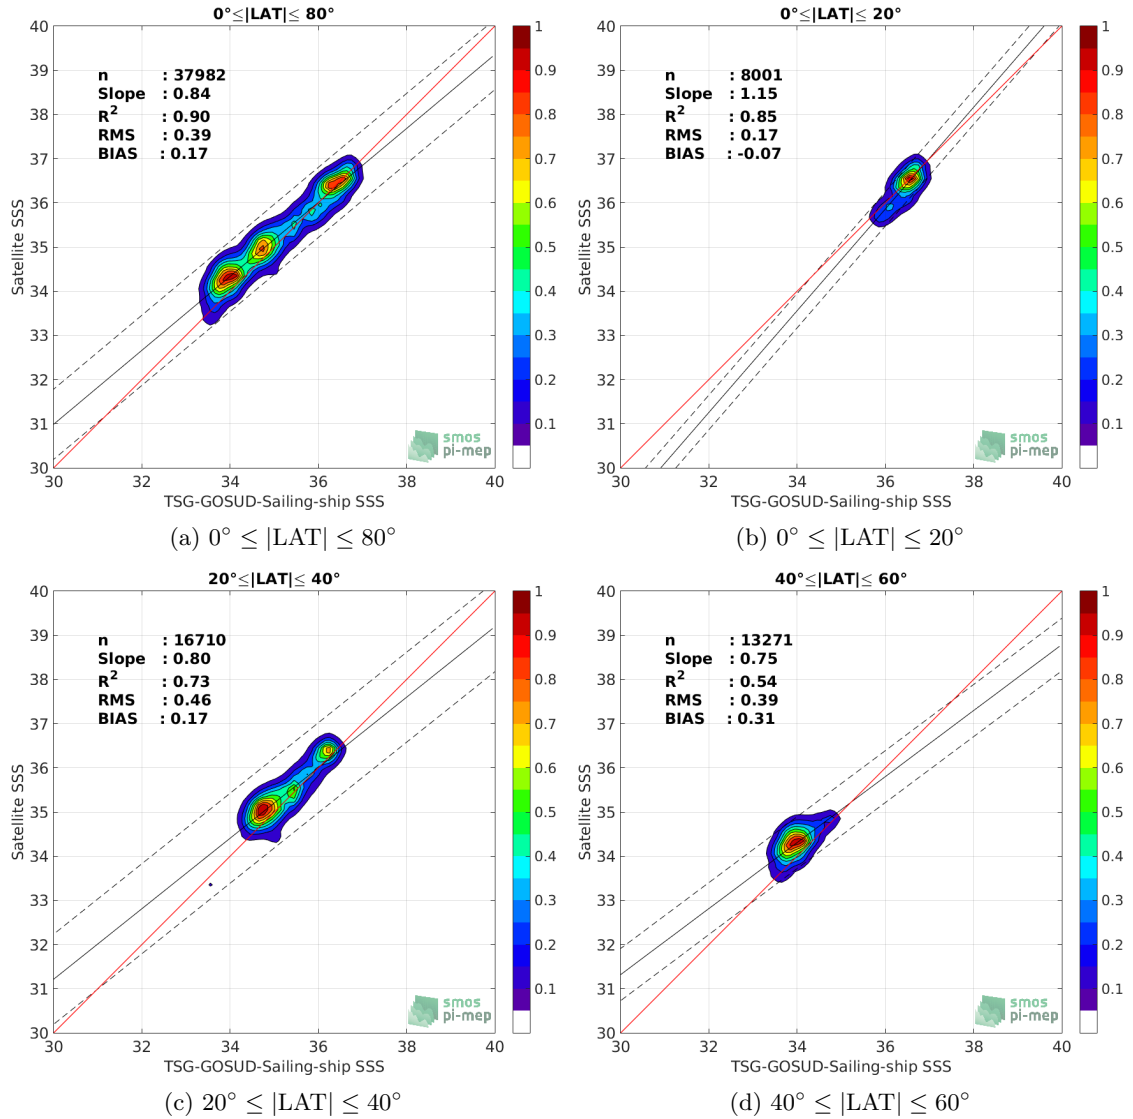 0°≤|LAT|≤ 80°
40
39
38
37
36
35
34
33
32
31
30
Satellite SSS
n : 37982
Slope : 0.84
R² : 0.90
RMS : 0.39
BIAS : 0.17
smos
pi-mep
30 32 34 36 38 40
TSG-GOSUD-Sailing-ship SSS
1
0.9
0.8
0.7
0.6
0.5
0.4
0.3
0.2
0.1
(a) 0° ≤ |LAT| ≤ 80°
0°≤|LAT|≤ 20°
40
39
38
37
36
35
34
33
32
31
30
Satellite SSS
n : 8001
Slope : 1.15
R² : 0.85
RMS : 0.17
BIAS : -0.07
smos
pi-mep
30 32 34 36 38 40
TSG-GOSUD-Sailing-ship SSS
1
0.9
0.8
0.7
0.6
0.5
0.4
0.3
0.2
0.1
(b) 0° ≤ |LAT| ≤ 20°
20°≤|LAT|≤ 40°
40
39
38
37
36
35
34
33
32
31
30
Satellite SSS
n : 16710
Slope : 0.80
R² : 0.73
RMS : 0.46
BIAS : 0.17
smos
pi-mep
30 32 34 36 38 40
TSG-GOSUD-Sailing-ship SSS
1
0.9
0.8
0.7
0.6
0.5
0.4
0.3
0.2
0.1
(c) 20° ≤ |LAT| ≤ 40°
40°≤|LAT|≤ 60°
40
39
38
37
36
35
34
33
32
31
30
Satellite SSS
n : 13271
Slope : 0.75
R² : 0.54
RMS : 0.39
BIAS : 0.31
smos
pi-mep
30 32 34 36 38 40
TSG-GOSUD-Sailing-ship SSS
1
0.9
0.8
0.7
0.6
0.5
0.4
0.3
0.2
0.1
(d) 40° ≤ |LAT| ≤ 60°